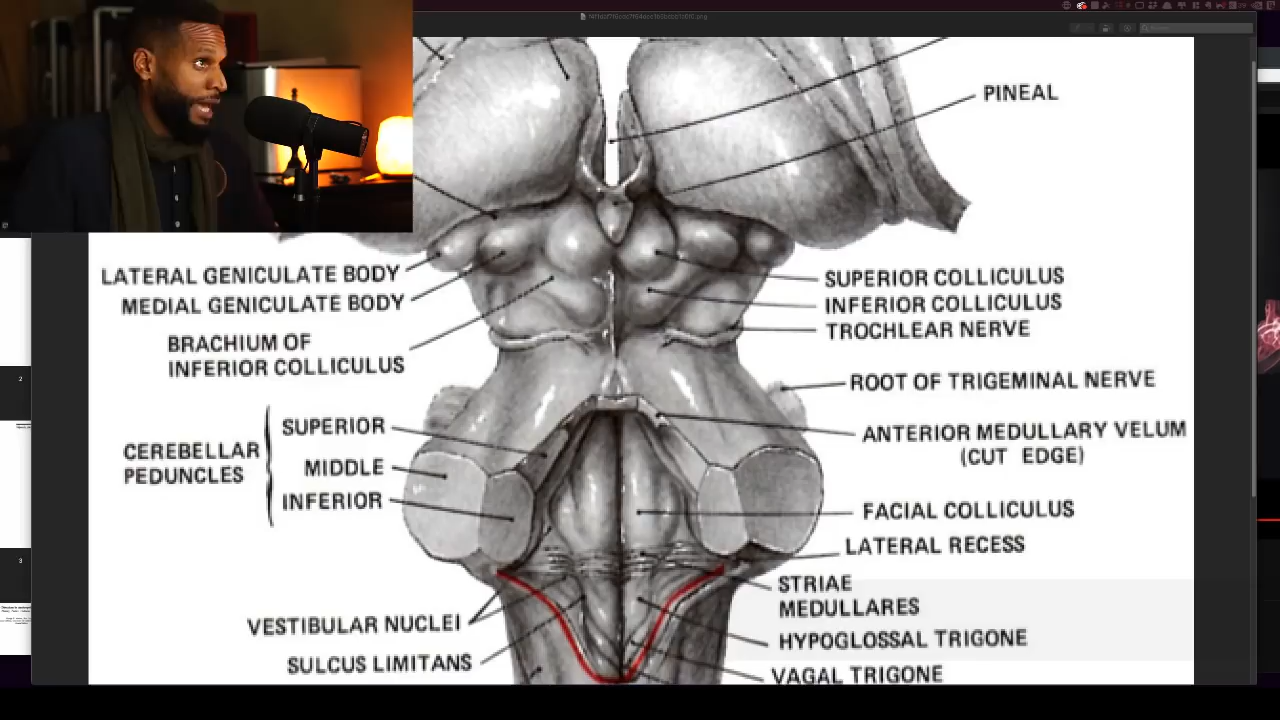 PINEAL
LATERAL GENICULATE BODY
MEDIAL GENICULATE BODY
BRACHIUM OF
INFERIOR COLLICULUS
SUPERIOR COLLICULUS
INFERIOR COLLICULUS
TROCHLEAR NERVE
ROOT OF TRIGEMINAL NERVE
CEREBELLAR
PEDUNCLES
SUPERIOR
MIDDLE
INFERIOR
ANTERIOR MEDULLARY VELUM
(CUT EDGE)
FACIAL COLLICULUS
LATERAL RECESS
STRIAE
MEDULLARES
HYPOGLOSSAL TRIGONE
VAGAL TRIGONE
VESTIBULAR NUCLEI
SULCUS LIMITANS
2
3